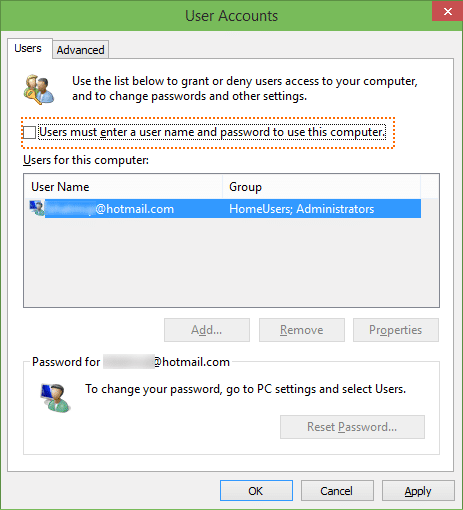 User Accounts
Users
Advanced
Use the list below to grant or deny users access to your computer,
and to change passwords and other settings.
Users must enter a user name and password to use this computer.
Users for this computer:
User Name
Group
@hotmail.com
HomeUsers; Administrators
Add...
Remove
Properties
Password for @hotmail.com
To change your password, go to PC settings and select Users.
Reset Password...
OK
Cancel
Apply